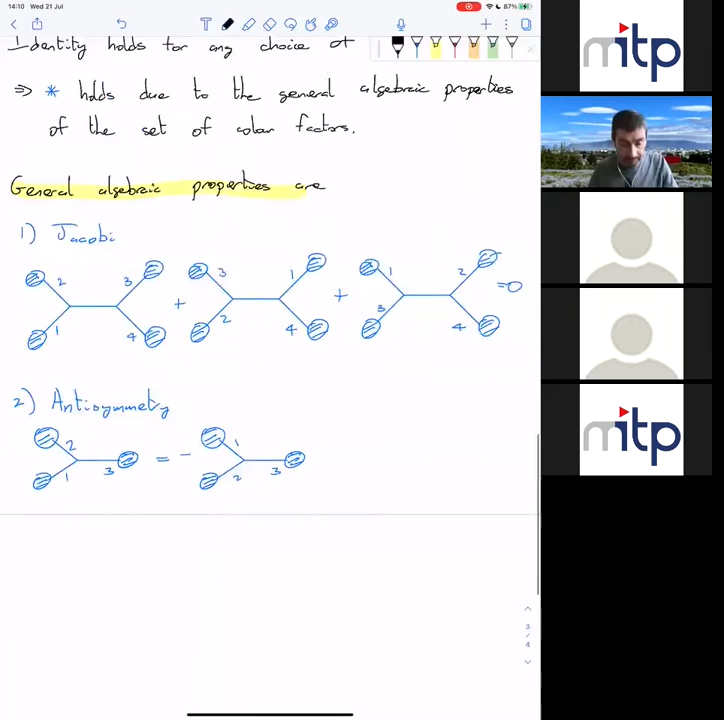 14:10 Wed 21 Jul
87%
Identity holds for any choice of
=> * holds due to the general algebraic properties
of the set of color factors.
General algebraic properties are
1) Jacobi
2 3 3 1 1 2
+ + =0
1 4 2 4 3 4
2) Antisymmetry
2 1
= -
1 3 2 3
3
/
4
mitp
mitp